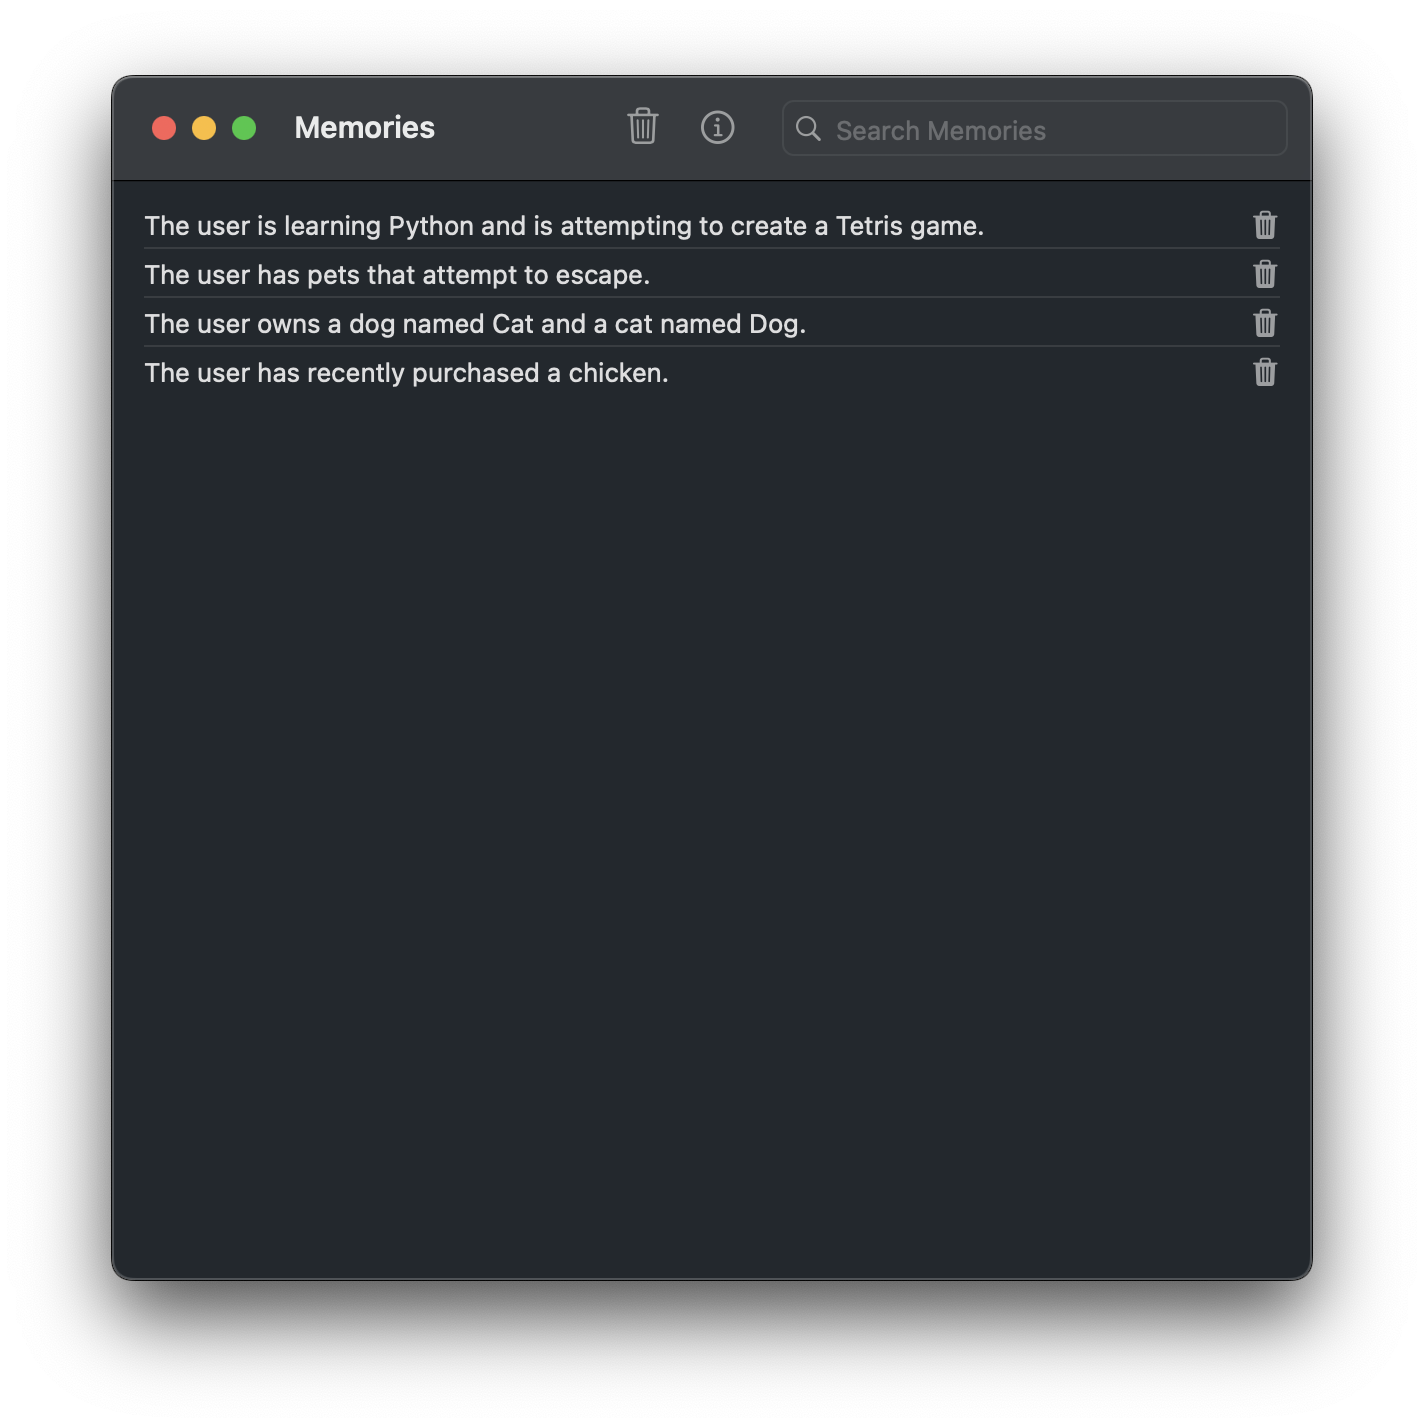 Memories
Search Memories
The user is learning Python and is attempting to create a Tetris game.
The user has pets that attempt to escape.
The user owns a dog named Cat and a cat named Dog.
The user has recently purchased a chicken.